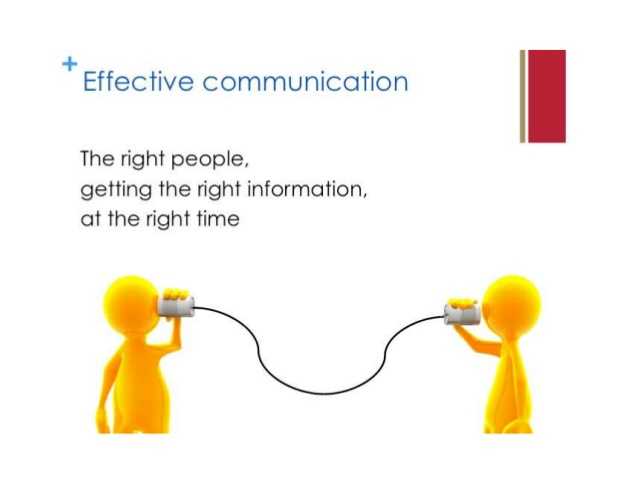 +
Effective communication
The right people,
getting the right information,
at the right time